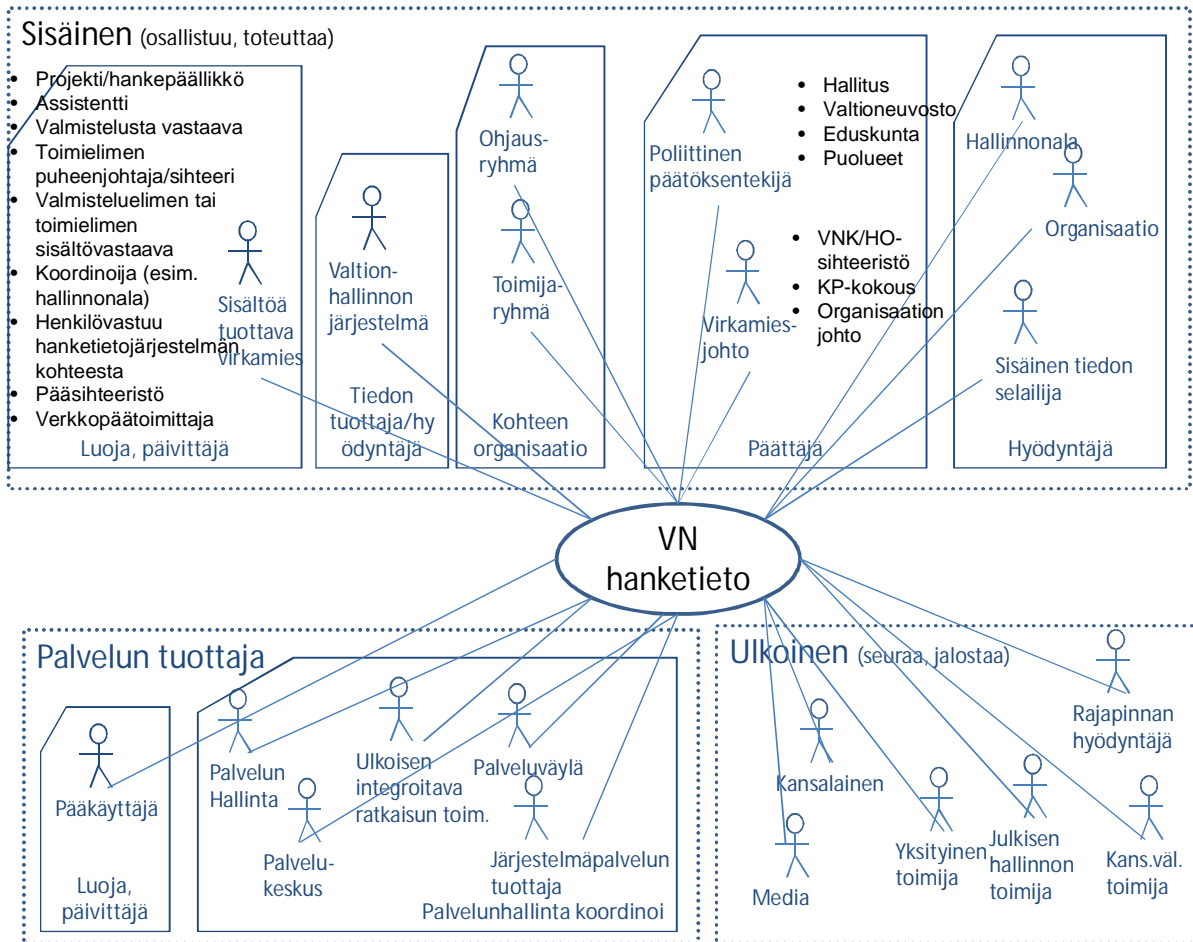 Sisäinen (osallistuu, toteuttaa)
• Projekti/hankepäällikkö
• Assistentti
• Valmistelusta vastaava
• Toimielimen
puheenjohtaja/sihteeri
• Valmisteluelimen tai
toimielimen
sisältövastaava
• Koordinoija (esim.
hallinnonala)
• Henkilövastuu
hanketietojärjestelmän
kohteesta
• Pääsihteeristö
• Verkkopäätoimittaja
Sisältöä
tuottava
virkamies
Luoja, päivittäjä
Valtion-
hallinnon
järjestelmä
Tiedon
tuottaja/hy
ödyntäjä
Ohjaus-
ryhmä
Toimija-
ryhmä
Kohteen
organisaatio
Poliittinen
päätöksentekijä
• Hallitus
• Valtioneuvosto
• Eduskunta
• Puolueet
Virkamies-
johto
• VNK/HO-
sihteeristö
• KP-kokous
• Organisaation
johto
Päättäjä
Hallinnonala
Organisaatio
Sisäinen tiedon
selailija
Hyödyntäjä
VN
hanketieto
Palvelun tuottaja
Pääkäyttäjä
Luoja,
päivittäjä
Palvelun
Hallinta
Palvelu-
keskus
Ulkoisen
integroitava
ratkaisun toim.
Palveluväylä
Järjestelmäpalvelun
tuottaja
Palvelunhallinta koordinoi
Ulkoinen (seuraa, jalostaa)
Kansalainen
Media
Yksityinen
toimija
Julkisen
hallinnon
toimija
Rajapinnan
hyödyntäjä
Kans.väl.
toimija